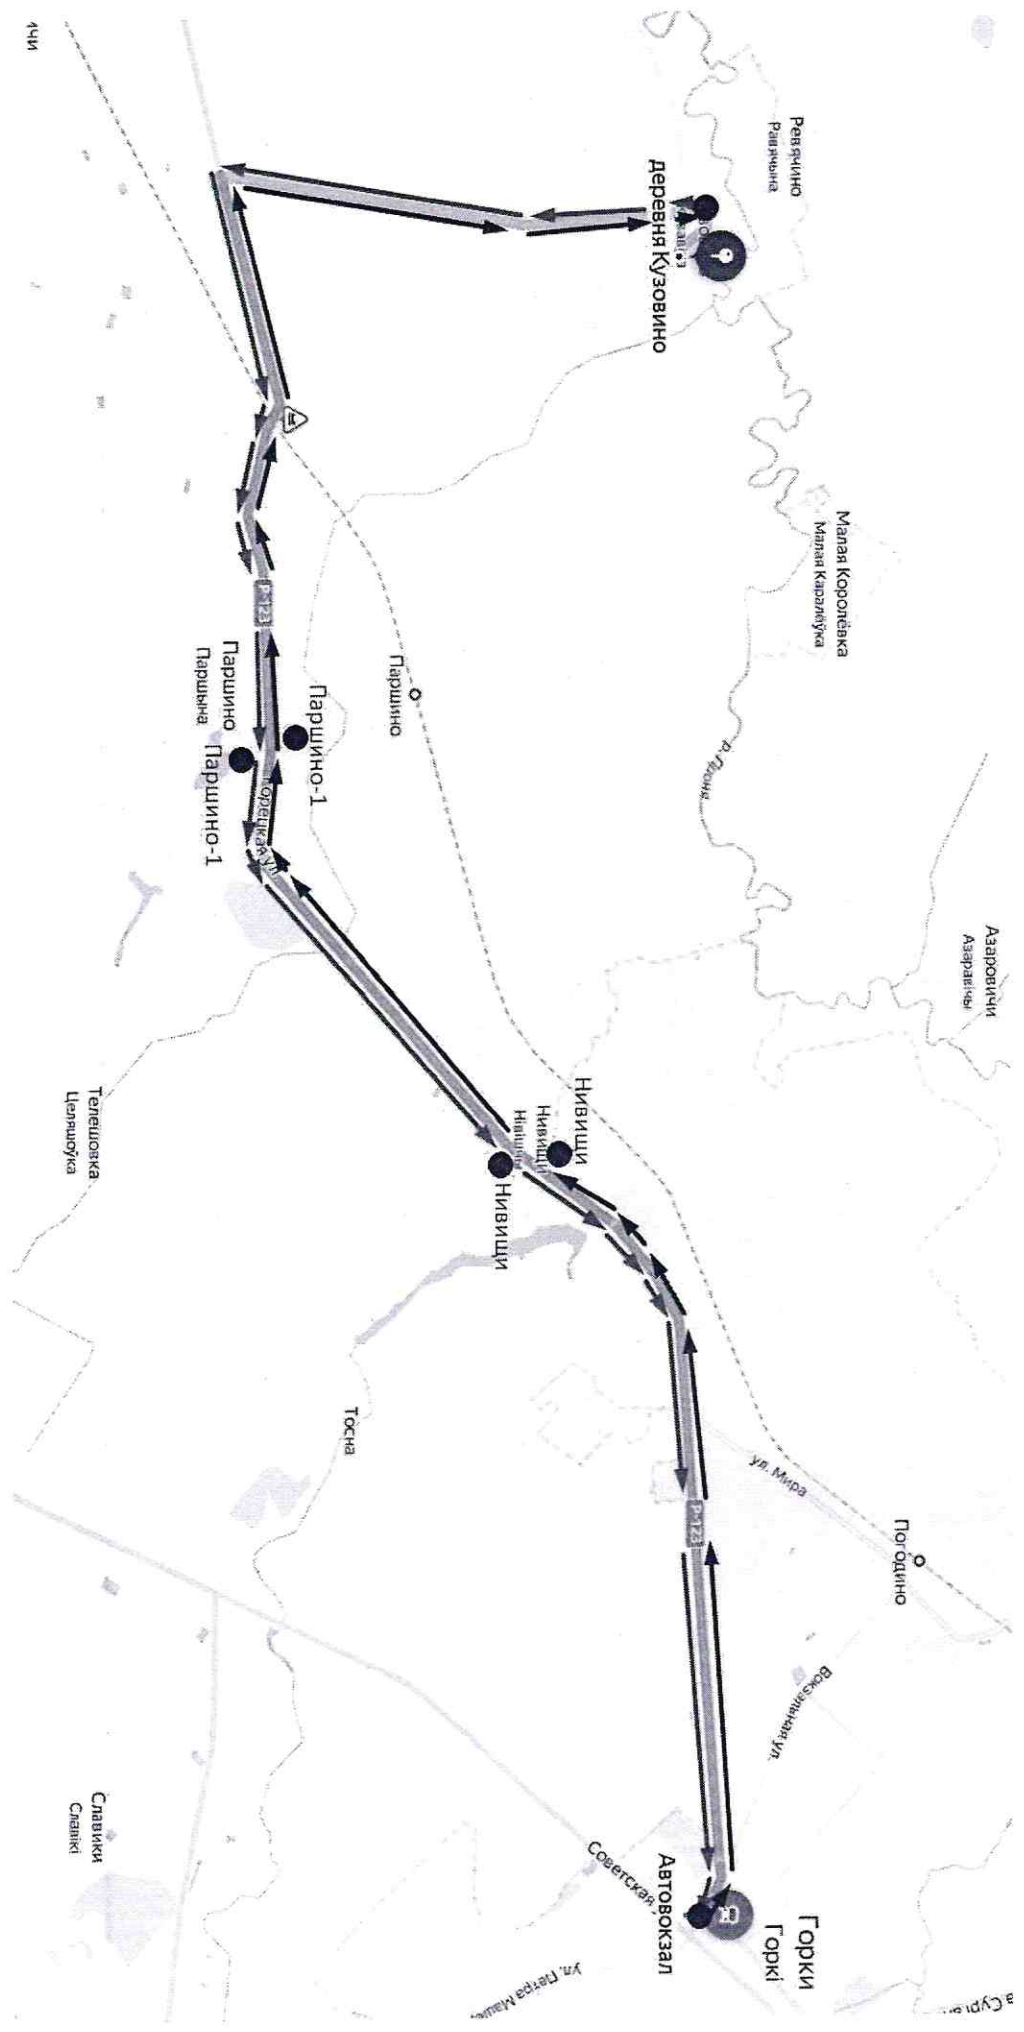 Ревячино
Равячына
деревня Кузовино
Малая Королёвка
Малая Каралёўка
р. Проня
Р-123
Паршино
Паршына
Паршино-1
Паршино-1
Паршино
Горецкая ул.
Азаровичи
Азаравічы
Телешовка
Целяшоўка
Нивищи
Нивищи
Нівішчы
Нивищи
Тосна
ул. Мира
Р-123
Погодино
Вокзальная ул.
Славики
Славікі
Советская
Автовокзал
Горки
Горкі